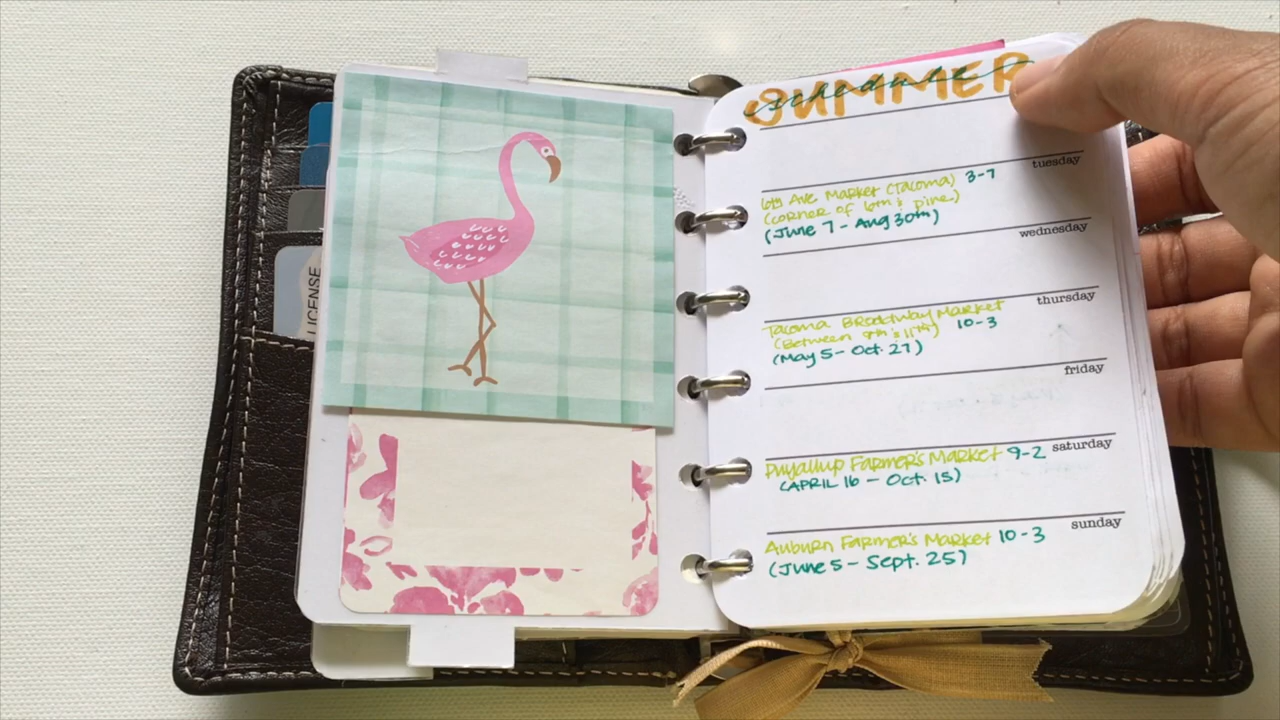 LICENSE
SUMMER
schedule
tuesday
6th Ave Market (Tacoma) 3-7
(corner of 6th & pine)
(June 7 - Aug 30th)
wednesday
thursday
Tacoma Broadway Market
(Between 9th & 11th) 10-3
(May 5 - Oct. 27)
friday
saturday
Puyallup Farmer's Market 9-2
(APRIL 16 - Oct. 15)
sunday
Auburn Farmer's Market 10-3
(June 5 - Sept. 25)